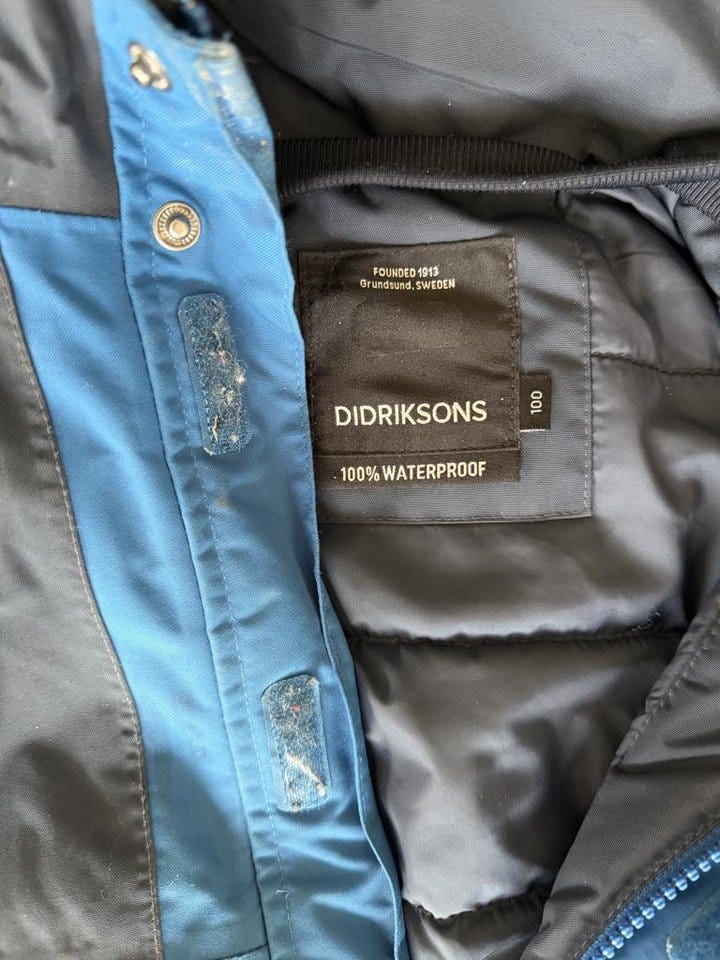 FOUNDED 1913
Grundsund, SWEDEN
DIDRIKSONS
100
100% WATERPROOF